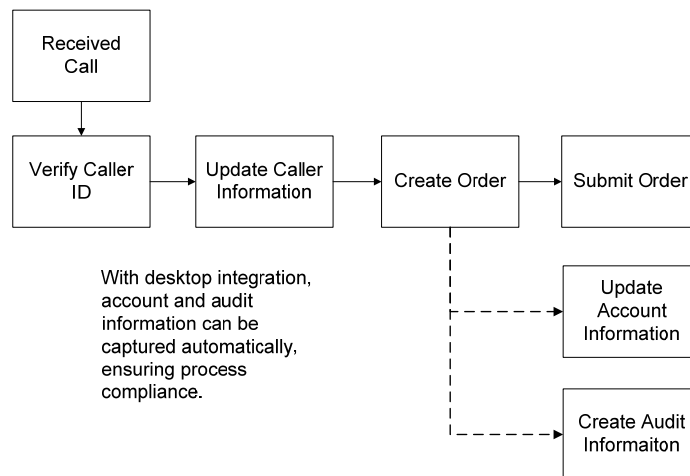 Received
Call
Verify Caller
ID
Update Caller
Information
Create Order
Submit Order
With desktop integration,
account and audit
information can be
captured automatically,
ensuring process
compliance.
Update
Account
Information
Create Audit
Informaiton